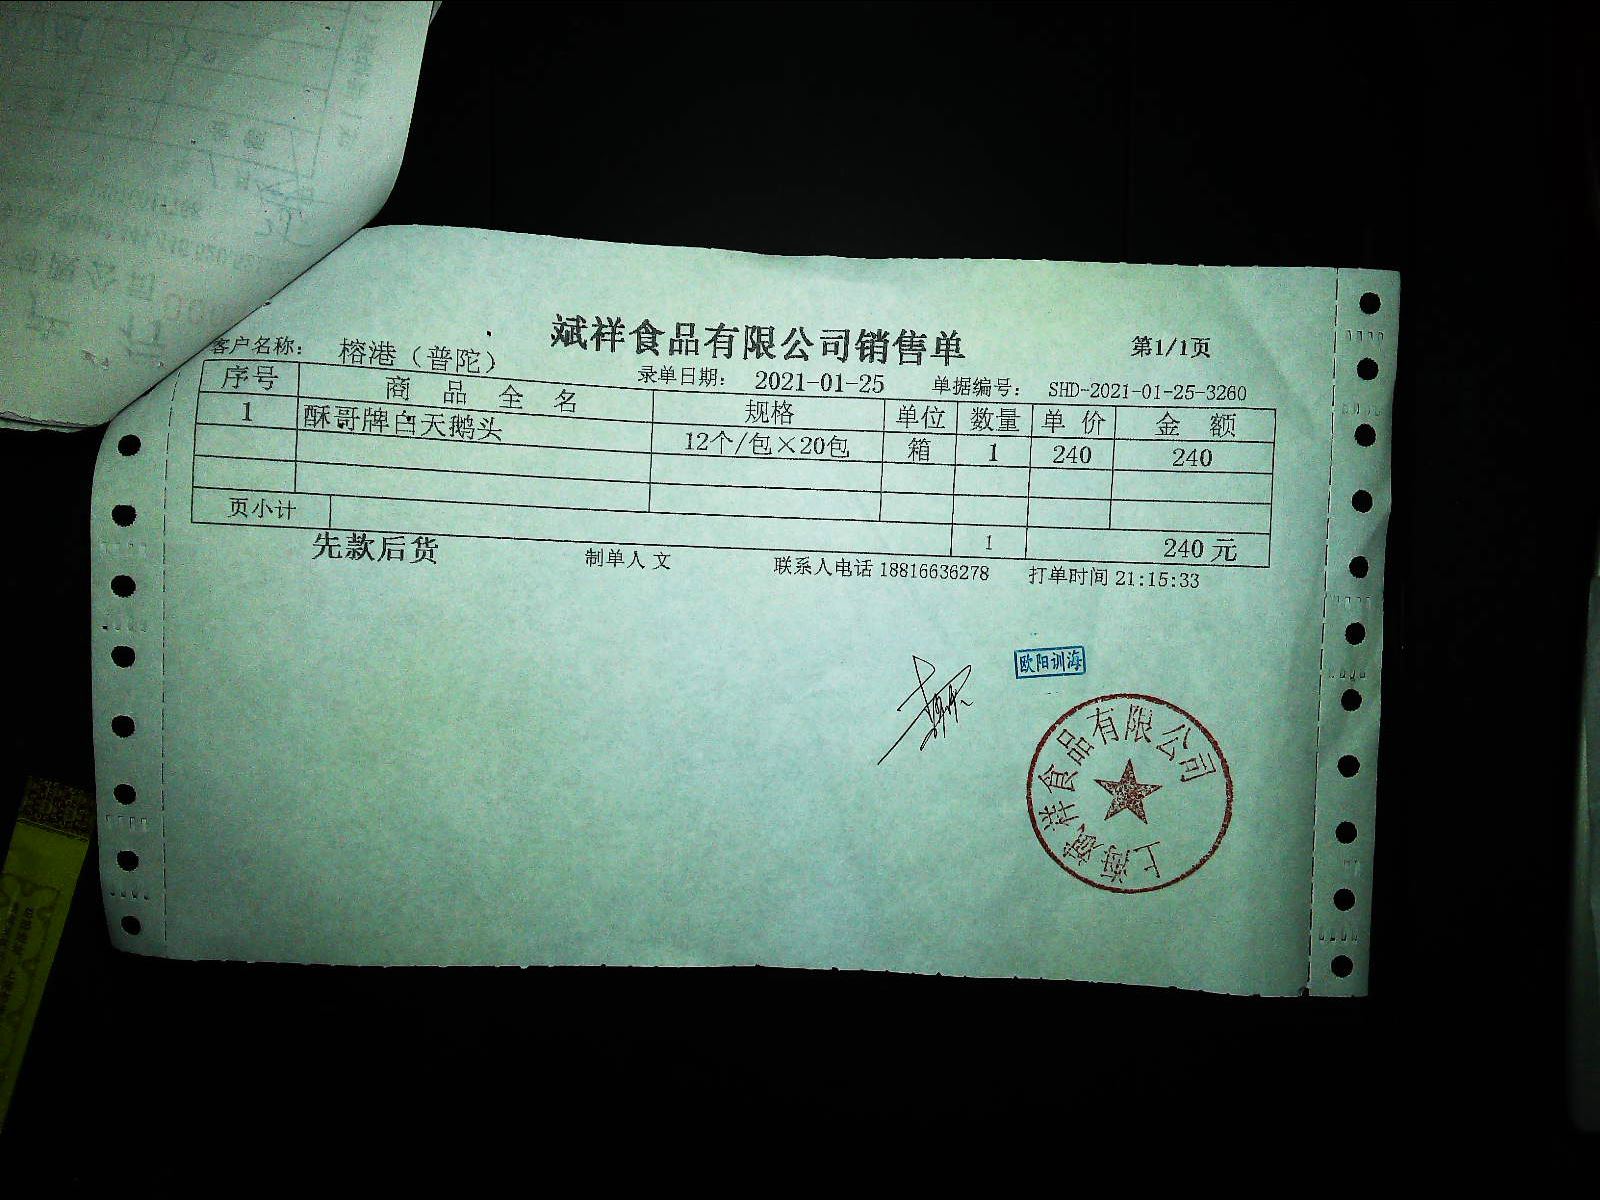 斌祥食品有限公司销售单
第1/1页
客户名称： 榕港（普陀） 录单日期： 2021-01-25 单据编号： SHD-2021-01-25-3260
序号 商品全名 规格 单位 数量 单价 金额
1 酥哥牌白天鹅头 12个/包×20包 箱 1 240 240
页小计 1 240元
先款后货 制单人 文 联系人电话 18816636278 打单时间 21:15:33
欧阳训海
上海斌祥食品有限公司